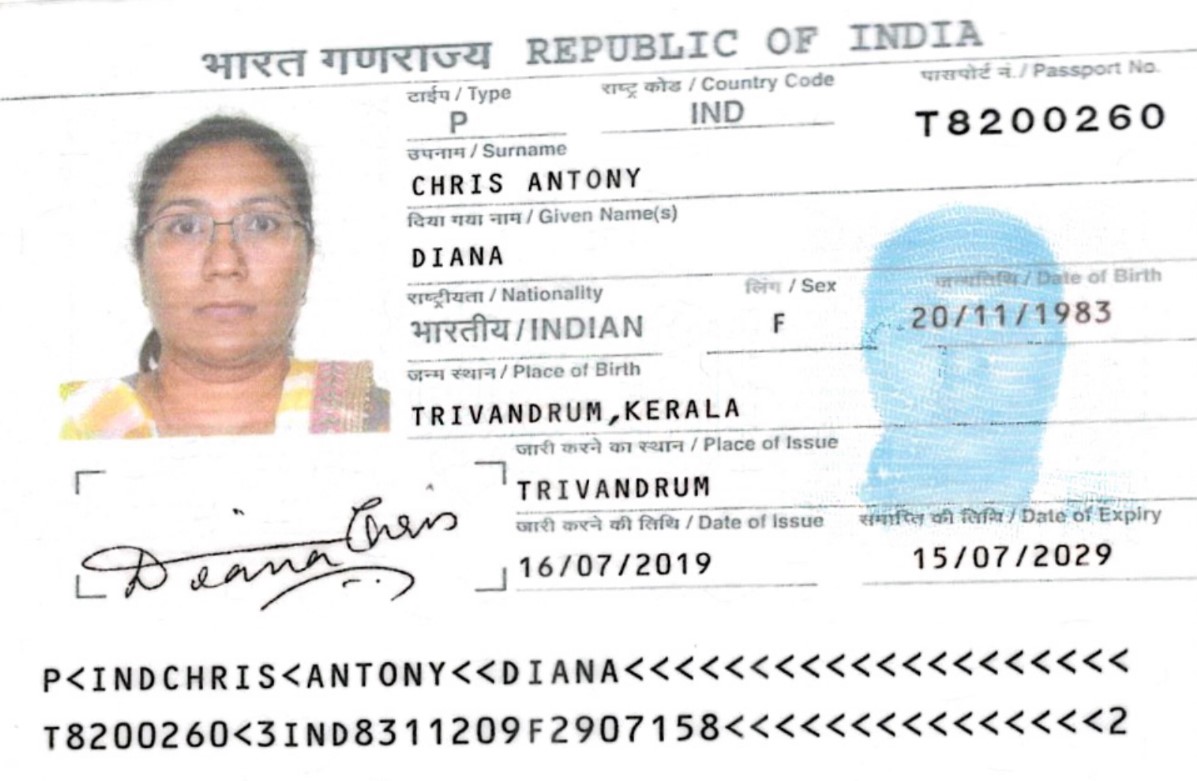 भारत गणराज्य REPUBLIC OF INDIA
टाईप / Type राष्ट्र कोड / Country Code पासपोर्ट नं. / Passport No.
P IND T8200260
उपनाम / Surname
CHRIS ANTONY
दिया गया नाम / Given Name(s)
DIANA
राष्ट्रीयता / Nationality लिंग / Sex जन्मतिथि / Date of Birth
भारतीय / INDIAN F 20/11/1983
जन्म स्थान / Place of Birth
TRIVANDRUM,KERALA
जारी करने का स्थान / Place of Issue
TRIVANDRUM
जारी करने की तिथि / Date of Issue समाप्ति की तिथि / Date of Expiry
16/07/2019 15/07/2029
Diana Chris
P<INDCHRIS<ANTONY<<DIANA<<<<<<<<<<<<<<<<<<<<
T8200260<3IND8311209F2907158<<<<<<<<<<<<<<<2